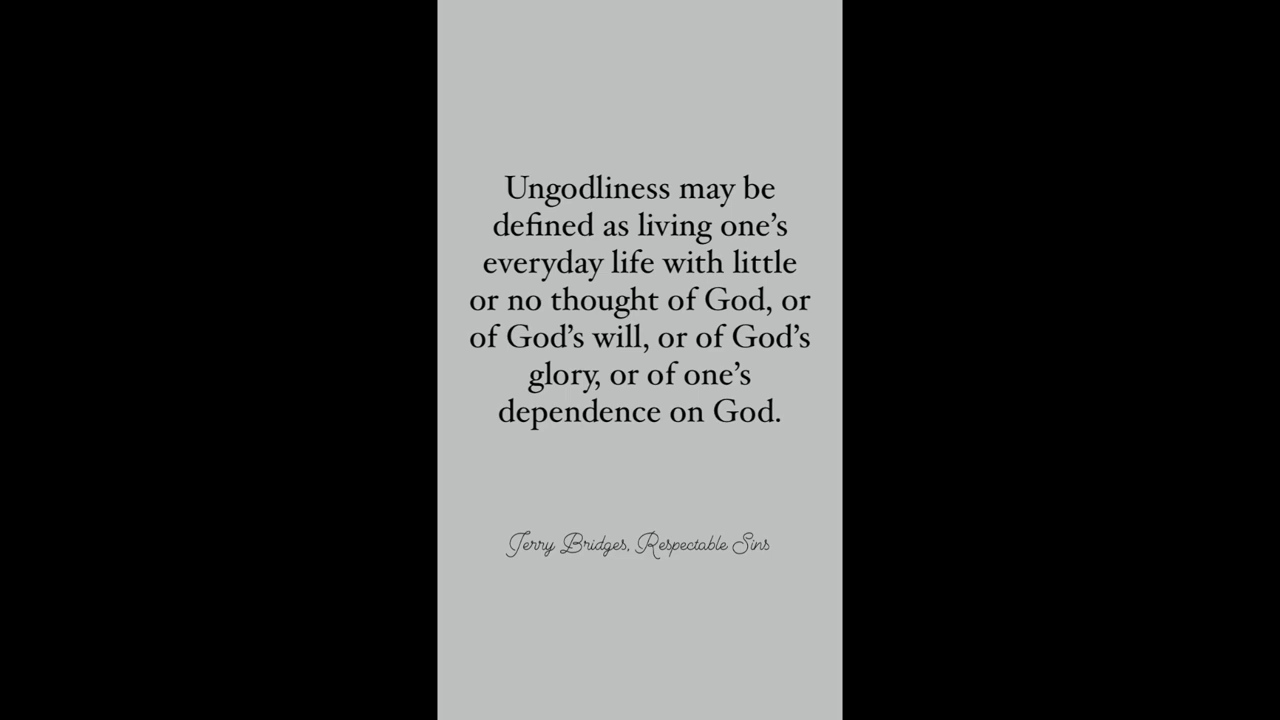 Ungodliness may be
defined as living one’s
everyday life with little
or no thought of God, or
of God’s will, or of God’s
glory, or of one’s
dependence on God.
Jerry Bridges, Respectable Sins